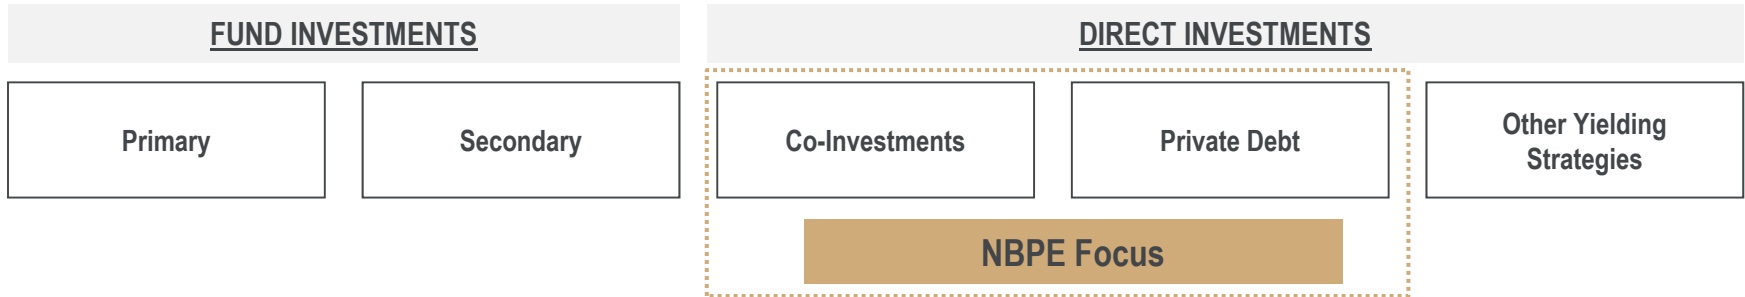 FUND INVESTMENTS
DIRECT INVESTMENTS
Primary
Secondary
Co-Investments
Private Debt
Other Yielding
Strategies
NBPE Focus